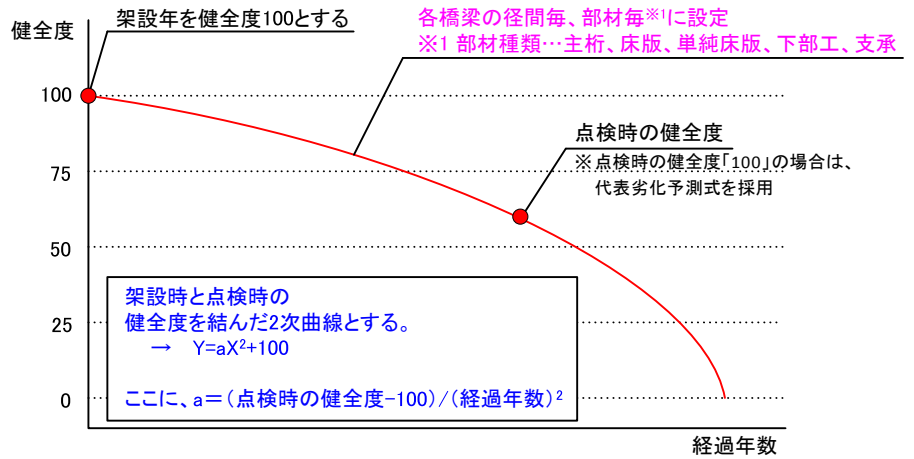 健全度
架設年を健全度100とする
各橋梁の径間毎、部材毎※1に設定
※1 部材種類…主桁、床版、単純床版、下部工、支承
100
点検時の健全度
※点検時の健全度「100」の場合は、
代表劣化予測式を採用
75
50
架設時と点検時の
健全度を結んだ2次曲線とする。
→ Y=aX²+100
ここに、a=(点検時の健全度-100)/(経過年数)²
25
0
経過年数